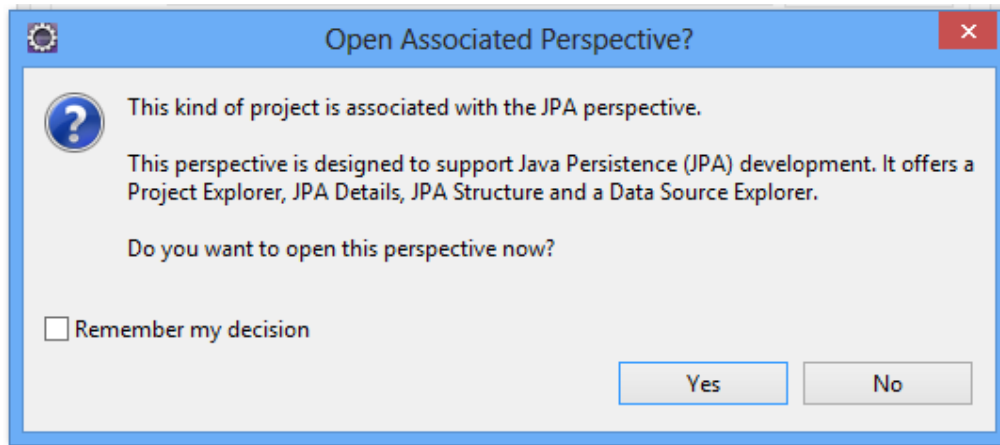 Open Associated Perspective?
This kind of project is associated with the JPA perspective.
This perspective is designed to support Java Persistence (JPA) development. It offers a
Project Explorer, JPA Details, JPA Structure and a Data Source Explorer.
Do you want to open this perspective now?
Remember my decision
Yes
No